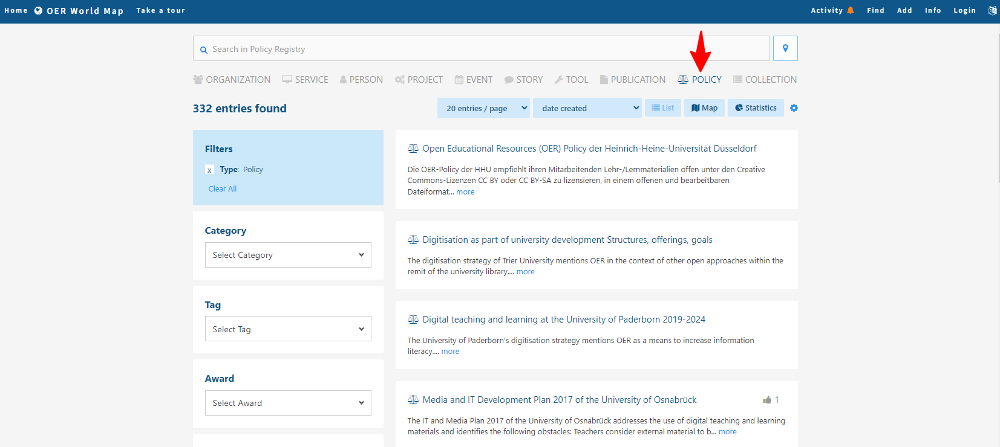 Home OER World Map Take a tour Activity Find Add Info Login
Search in Policy Registry
ORGANIZATION SERVICE PERSON PROJECT EVENT STORY TOOL PUBLICATION POLICY COLLECTION
332 entries found 20 entries / page date created List Map Statistics
Filters
x Type: Policy
Clear All
Category
Select Category
Tag
Select Tag
Award
Select Award
Open Educational Resources (OER) Policy der Heinrich-Heine-Universität Düsseldorf
Die OER-Policy der HHU empfiehlt ihren Mitarbeitenden Lehr-/Lernmaterialien offen unter den Creative
Commons-Lizenzen CC BY oder CC BY-SA zu lizensieren, in einem offenen und bearbeitbaren
Dateiformat... more
Digitisation as part of university development Structures, offerings, goals
The digitisation strategy of Trier University mentions OER in the context of other open approaches within the
remit of the university library.... more
Digital teaching and learning at the University of Paderborn 2019-2024
The University of Paderborn's digitisation strategy mentions OER as a means to increase information
literacy.... more
Media and IT Development Plan 2017 of the University of Osnabrück 1
The IT and Media Plan 2017 of the University of Osnabrück addresses the use of digital teaching and learning
materials and identifies the following obstacles: Teachers consider external material to b... more